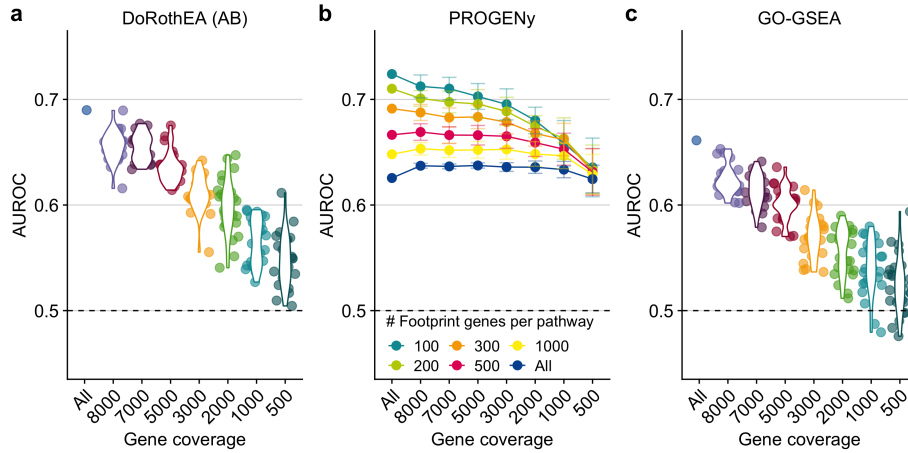 a
DoRothEA (AB)
AUROC
0.7
0.6
0.5
All
8000
7000
5000
3000
2000
1000
500
Gene coverage
b
PROGENy
AUROC
0.7
0.6
0.5
# Footprint genes per pathway
100 300 1000
200 500 All
All
8000
7000
5000
3000
2000
1000
500
Gene coverage
c
GO-GSEA
AUROC
0.7
0.6
0.5
All
8000
7000
5000
3000
2000
1000
500
Gene coverage